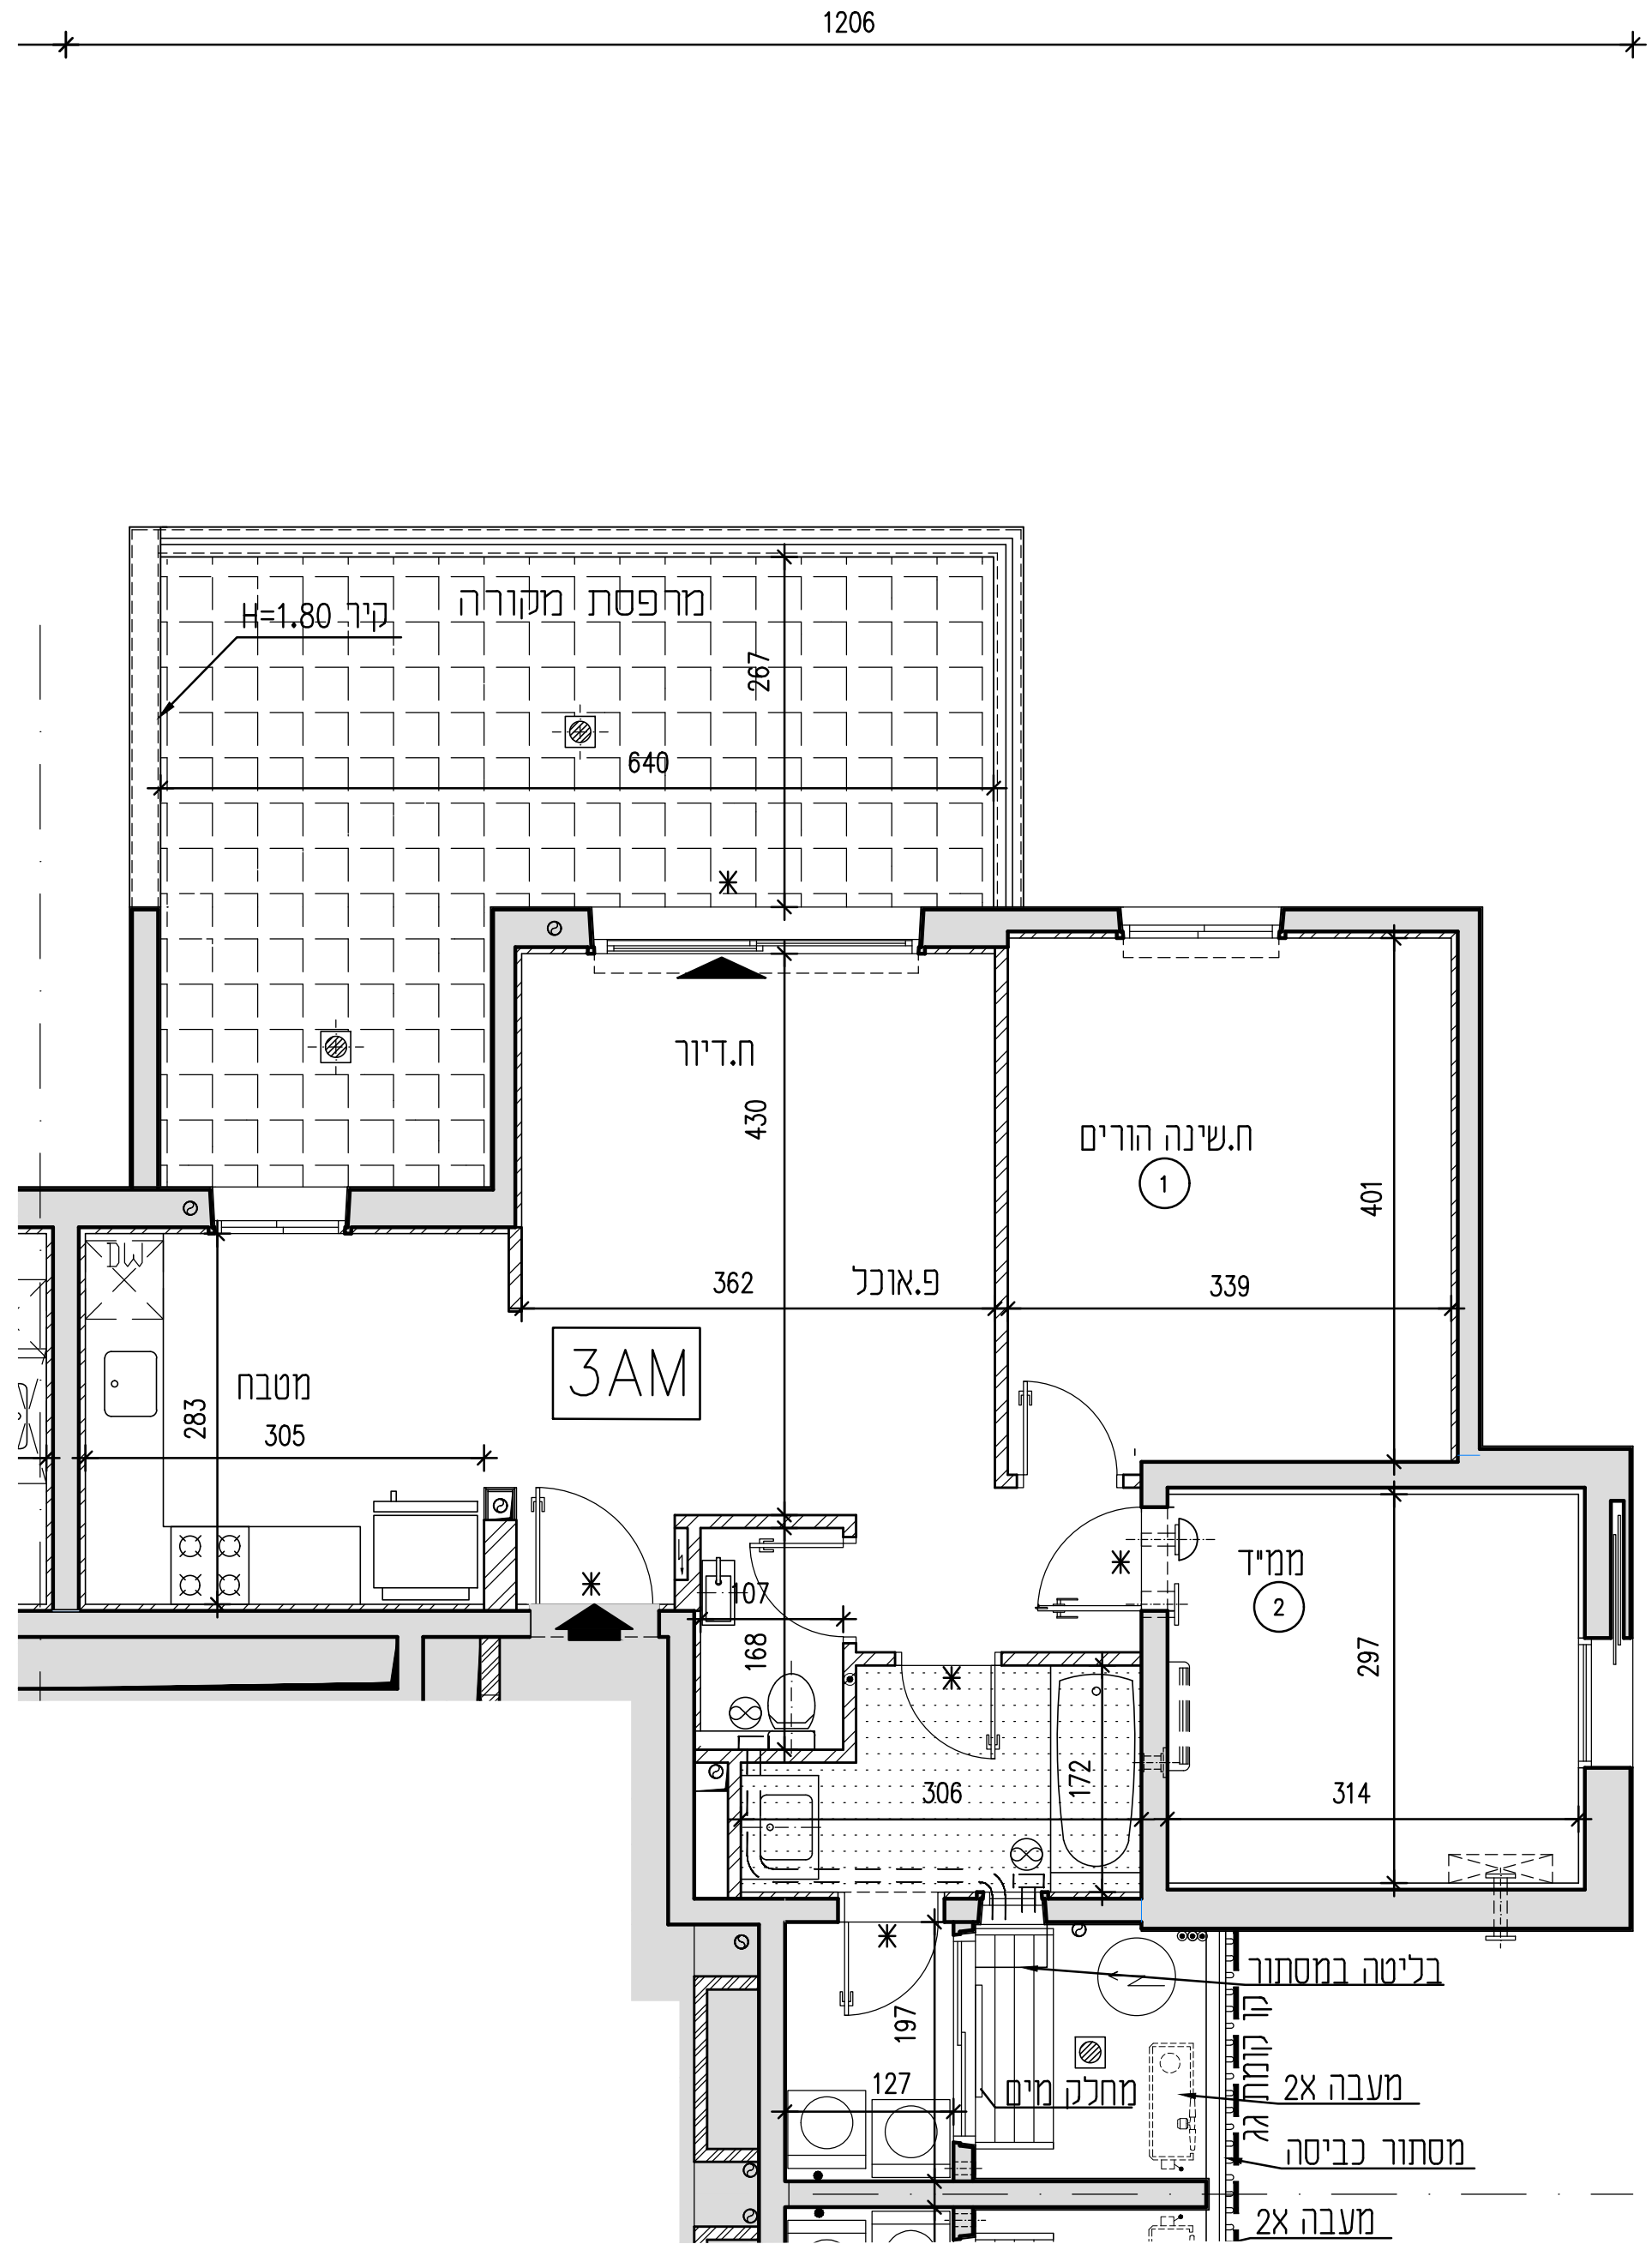 1206
מרפסת מקורה
קיר H=1.80
267
640
ח.דיור
430
ח.שינה הורים
1
401
362
פ.אוכל
339
3AM
DW
מטבח
283
305
ממ"ד
2
107
168
297
306
172
314
בליטה במסתור
קו קומת גג
197
127
מחלק מים
מעבה 2X
מסתור כביסה
מעבה 2X